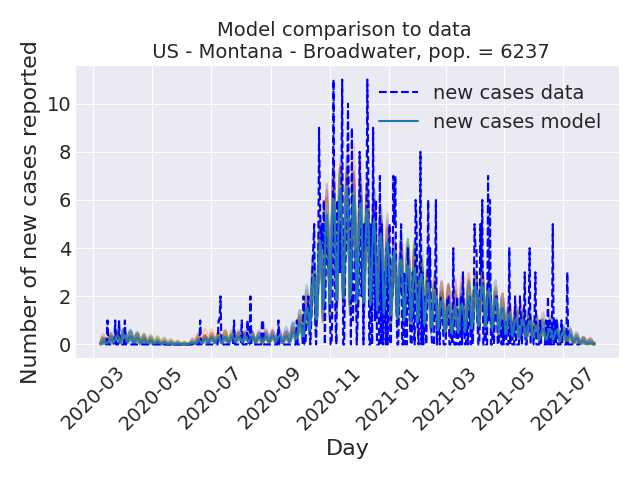 Model comparison to data
US - Montana - Broadwater, pop. = 6237
Number of new cases reported
10
8
6
4
2
0
new cases data
new cases model
2020-03
2020-05
2020-07
2020-09
2020-11
2021-01
2021-03
2021-05
2021-07
Day